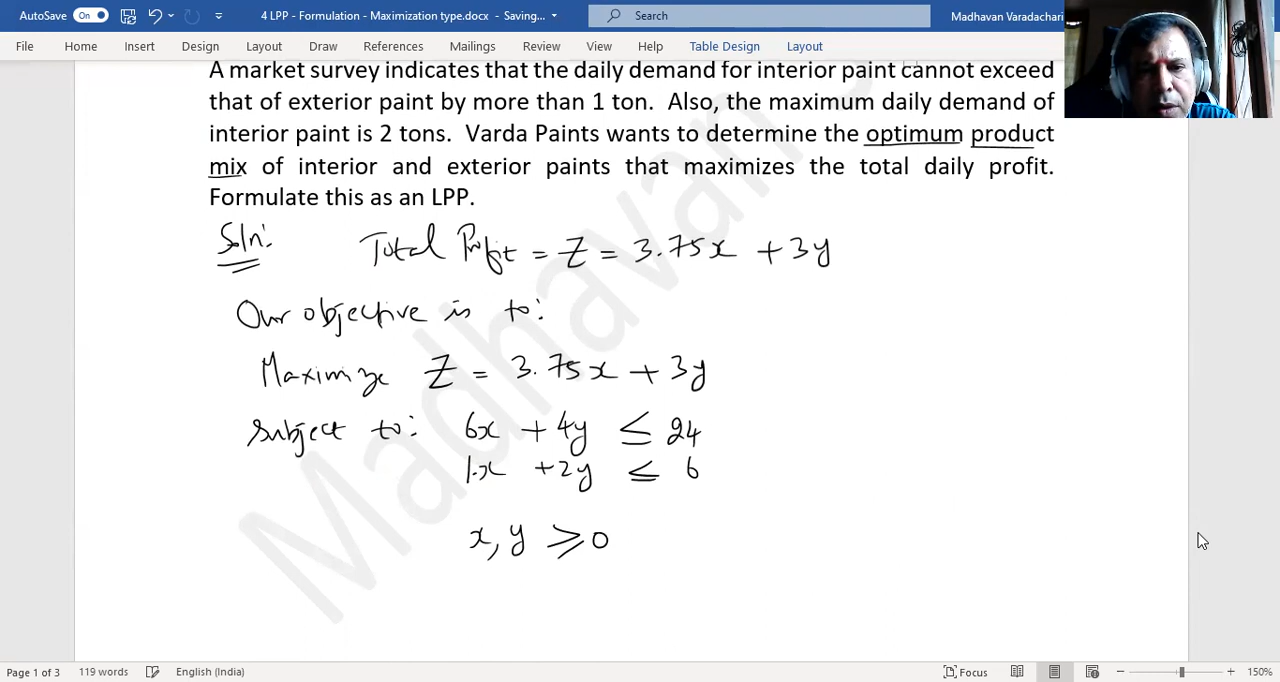 AutoSave On 4 LPP - Formulation - Maximization type.docx - Saving... Search Madhavan Varadachari
File Home Insert Design Layout Draw References Mailings Review View Help Table Design Layout
A market survey indicates that the daily demand for interior paint cannot exceed
that of exterior paint by more than 1 ton. Also, the maximum daily demand of
interior paint is 2 tons. Varda Paints wants to determine the optimum product
mix of interior and exterior paints that maximizes the total daily profit.
Formulate this as an LPP.
Soln: Total Profit = Z = 3.75x + 3y
Our objective is to:
Maximize Z = 3.75x + 3y
Subject to: 6x + 4y ≤ 24
1.x + 2y ≤ 6
x, y ≥ 0
Madhavan
Page 1 of 3 119 words English (India) Focus 150%